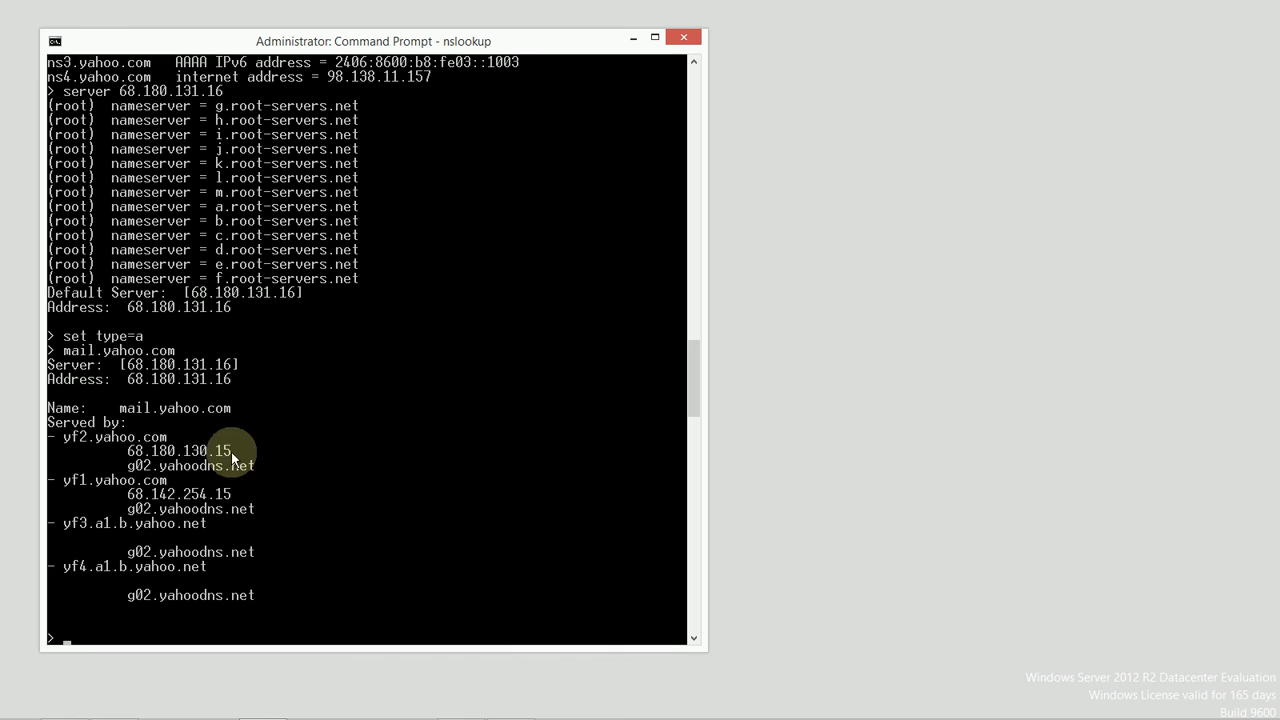 Administrator: Command Prompt - nslookup
ns3.yahoo.com   AAAA IPv6 address = 2406:8600:b8:fe03::1003
ns4.yahoo.com   internet address = 98.138.11.157
> server 68.180.131.16
(root)  nameserver = g.root-servers.net
(root)  nameserver = h.root-servers.net
(root)  nameserver = i.root-servers.net
(root)  nameserver = j.root-servers.net
(root)  nameserver = k.root-servers.net
(root)  nameserver = l.root-servers.net
(root)  nameserver = m.root-servers.net
(root)  nameserver = a.root-servers.net
(root)  nameserver = b.root-servers.net
(root)  nameserver = c.root-servers.net
(root)  nameserver = d.root-servers.net
(root)  nameserver = e.root-servers.net
(root)  nameserver = f.root-servers.net
Default Server:  [68.180.131.16]
Address:  68.180.131.16
> set type=a
> mail.yahoo.com
Server:  [68.180.131.16]
Address:  68.180.131.16
Name:    mail.yahoo.com
Served by:
- yf2.yahoo.com
68.180.130.15
g02.yahoodns.net
- yf1.yahoo.com
68.142.254.15
g02.yahoodns.net
- yf3.a1.b.yahoo.net
g02.yahoodns.net
- yf4.a1.b.yahoo.net
g02.yahoodns.net
>
Windows Server 2012 R2 Datacenter Evaluation
Windows License valid for 165 days
Build 9600